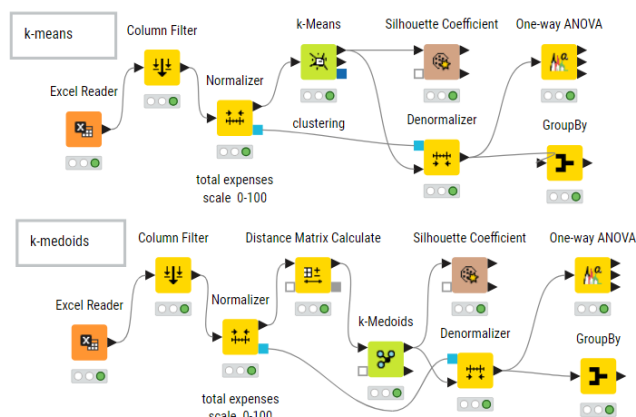 k-means
Column Filter
k-Means
Silhouette Coefficient
One-way ANOVA
Excel Reader
Normalizer
clustering
Denormalizer
GroupBy
total expenses
scale 0-100
k-medoids
Column Filter
Distance Matrix Calculate
Silhouette Coefficient
One-way ANOVA
Excel Reader
Normalizer
k-Medoids
Denormalizer
GroupBy
total expenses
scale 0-100